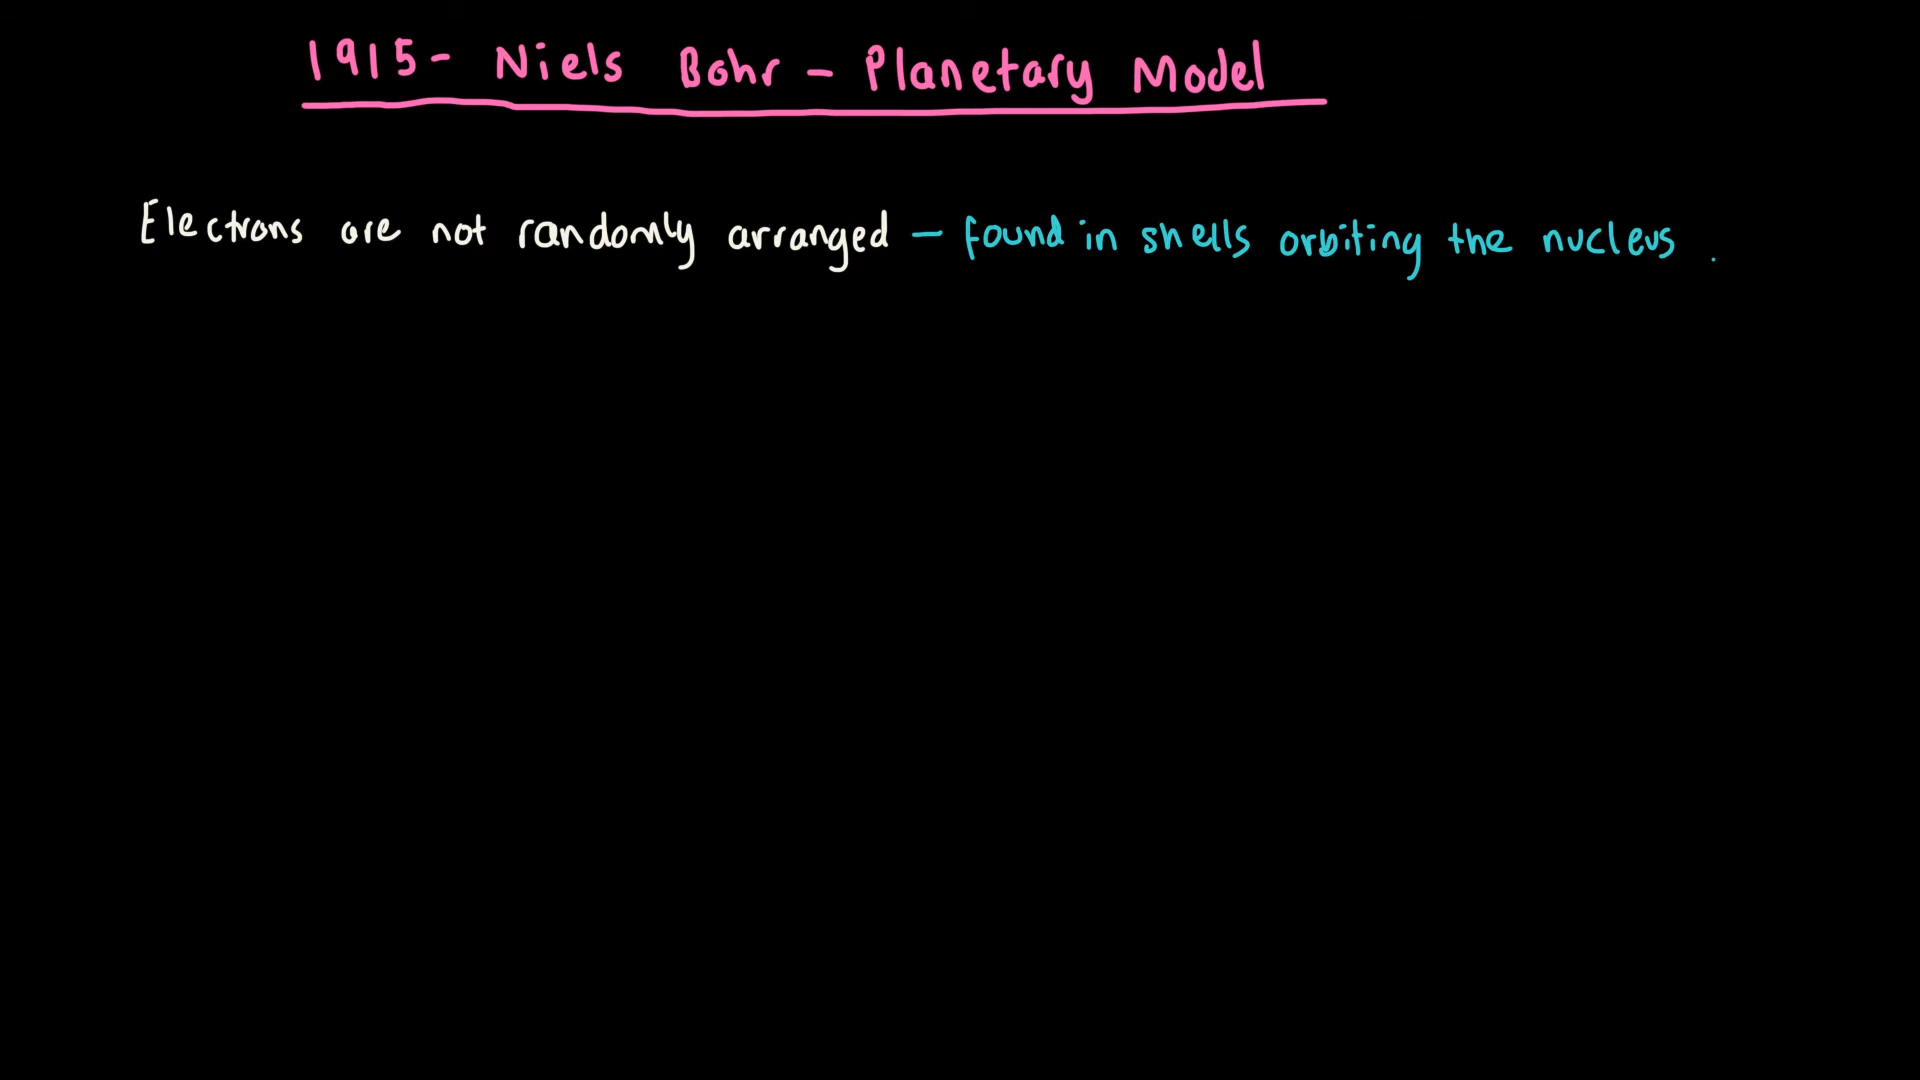 1915- Niels Bohr - Planetary Model
Electrons are not randomly arranged - found in shells orbiting the nucleus .